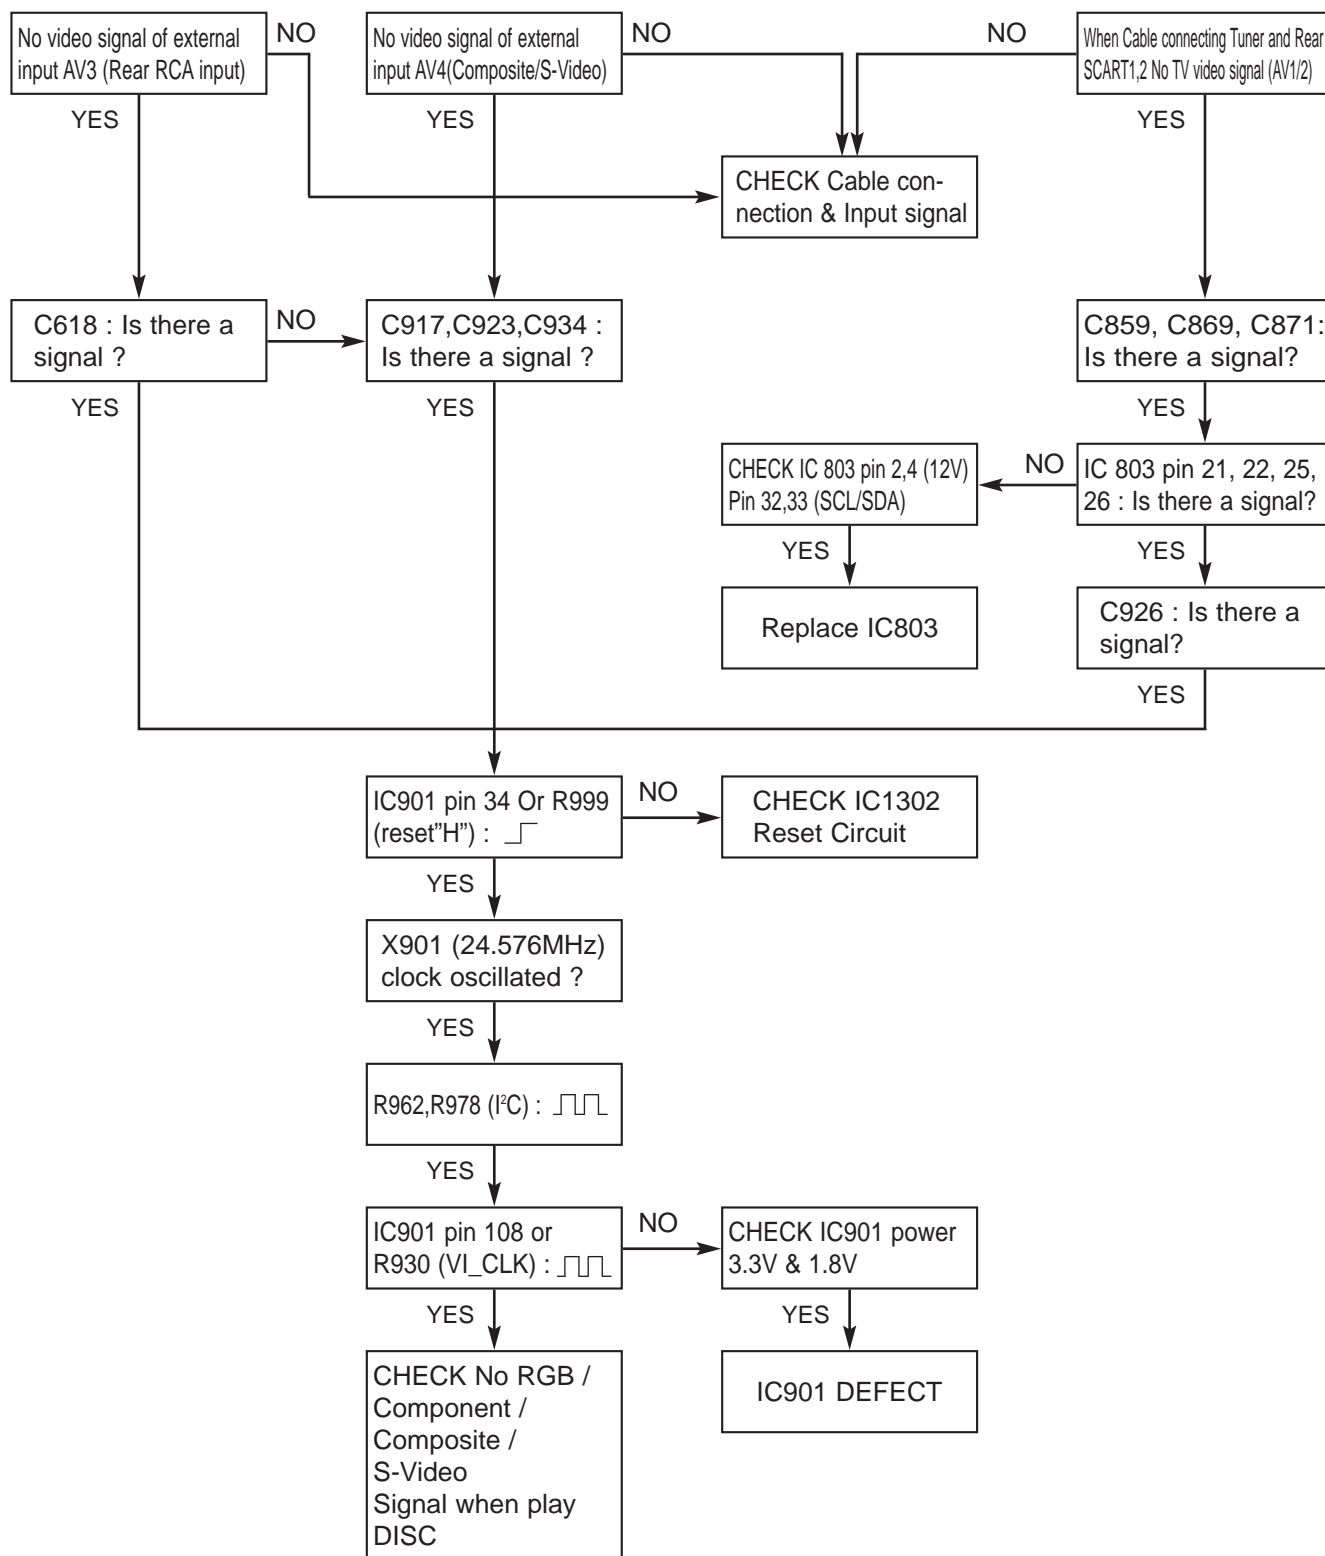 No video signal of external
input AV3 (Rear RCA input)
NO
YES
No video signal of external
input AV4(Composite/S-Video)
NO
YES
NO
When Cable connecting Tuner and Rear
SCART1,2 No TV video signal (AV1/2)
YES
CHECK Cable con-
nection & Input signal
C618 : Is there a
signal ?
NO
YES
C917,C923,C934 :
Is there a signal ?
YES
C859, C869, C871:
Is there a signal?
YES
CHECK IC 803 pin 2,4 (12V)
Pin 32,33 (SCL/SDA)
NO
IC 803 pin 21, 22, 25,
26 : Is there a signal?
YES
YES
Replace IC803
C926 : Is there a
signal?
YES
IC901 pin 34 Or R999
(reset”H”) :
NO
CHECK IC1302
Reset Circuit
YES
X901 (24.576MHz)
clock oscillated ?
YES
R962,R978 (I²C) :
YES
IC901 pin 108 or
R930 (VI_CLK) :
NO
CHECK IC901 power
3.3V & 1.8V
YES
YES
CHECK No RGB /
Component /
Composite /
S-Video
Signal when play
DISC
IC901 DEFECT